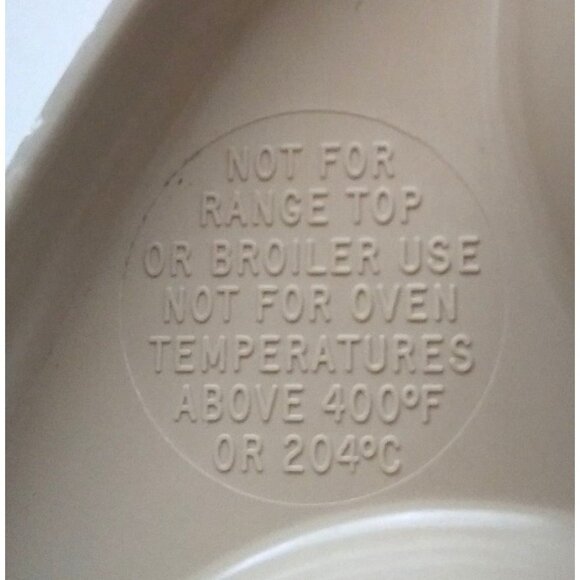 NOT FOR
RANGE TOP
OR BROILER USE
NOT FOR OVEN
TEMPERATURES
ABOVE 400°F
OR 204°C